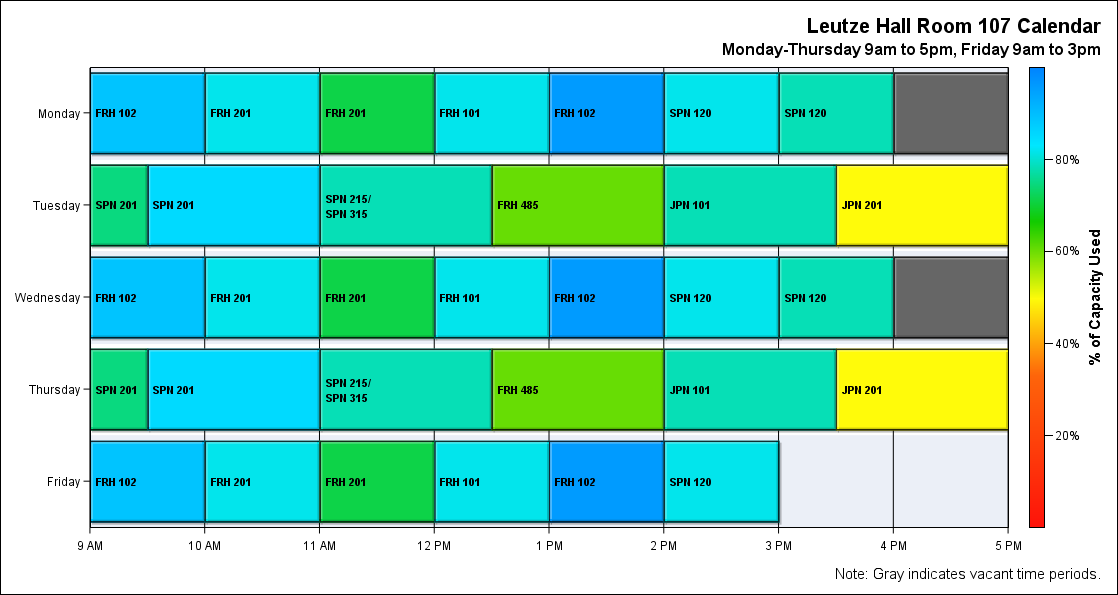 Leutze Hall Room 107 Calendar
Monday-Thursday 9am to 5pm, Friday 9am to 3pm
Monday
FRH 102
FRH 201
FRH 201
FRH 101
FRH 102
SPN 120
SPN 120
Tuesday
SPN 201
SPN 201
SPN 215/
SPN 315
FRH 485
JPN 101
JPN 201
Wednesday
FRH 102
FRH 201
FRH 201
FRH 101
FRH 102
SPN 120
SPN 120
Thursday
SPN 201
SPN 201
SPN 215/
SPN 315
FRH 485
JPN 101
JPN 201
Friday
FRH 102
FRH 201
FRH 201
FRH 101
FRH 102
SPN 120
9 AM
10 AM
11 AM
12 PM
1 PM
2 PM
3 PM
4 PM
5 PM
80%
60%
40%
20%
% of Capacity Used
Note: Gray indicates vacant time periods.